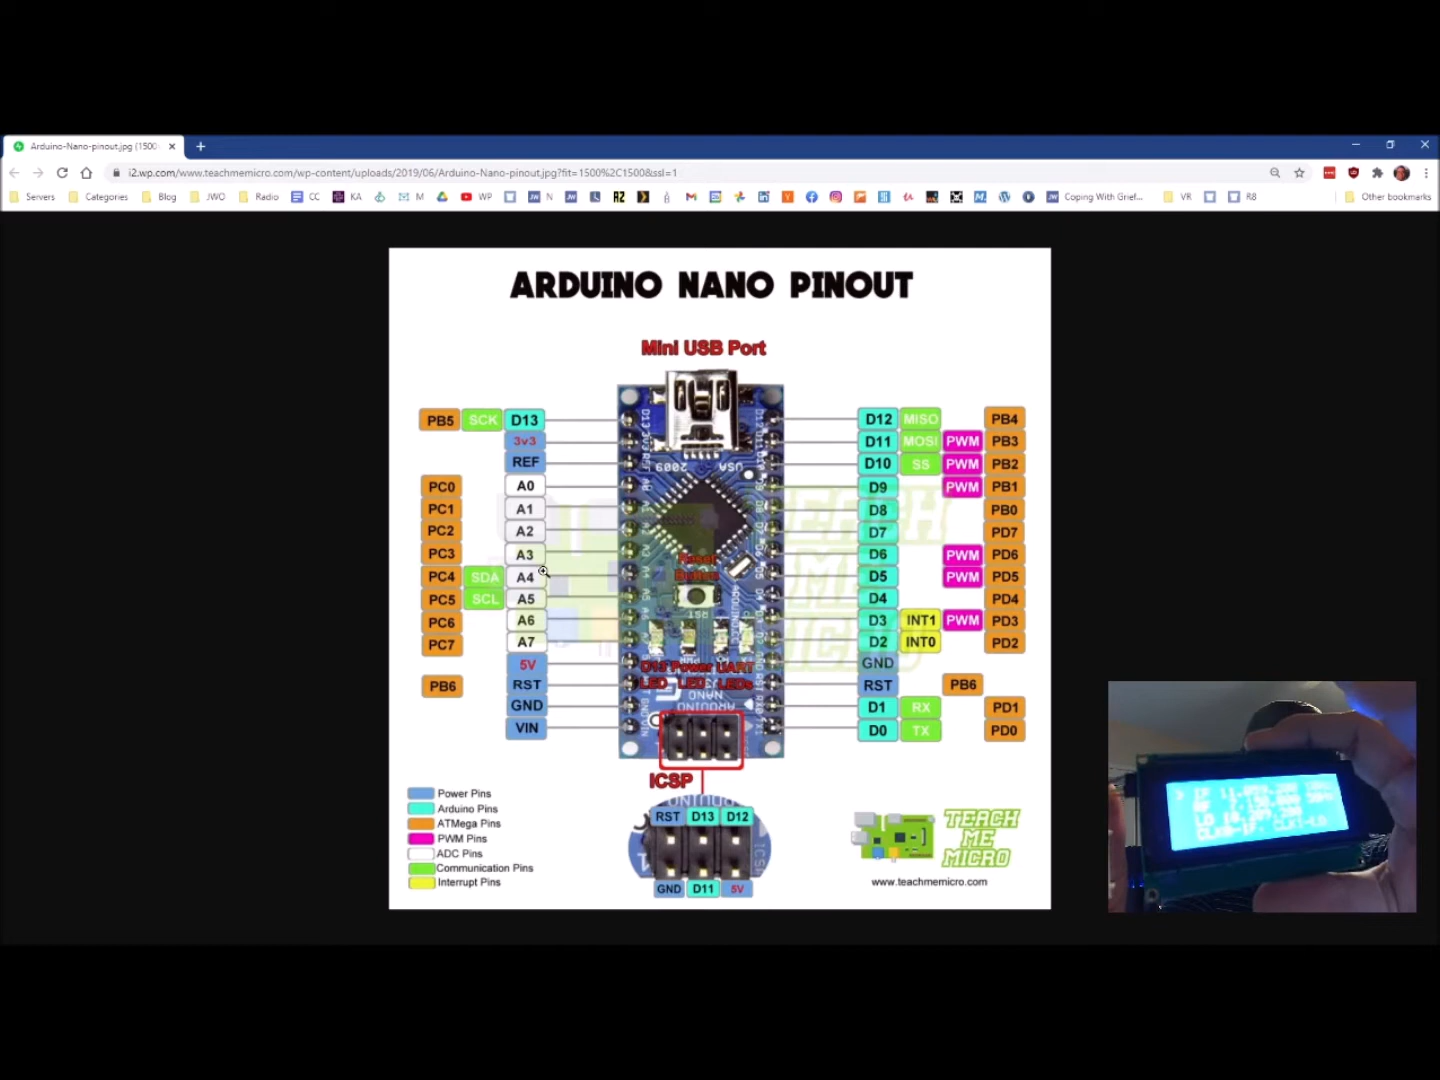 Arduino-Nano-pinout.jpg (1500
i2.wp.com/www.teachmemicro.com/wp-content/uploads/2019/06/Arduino-Nano-pinout.jpg?fit=1500%2C1500&ssl=1
Servers Categories Blog JWO Radio CC KA M WP N Coping With Grief... VR R8 Other bookmarks
ARDUINO NANO PINOUT
Mini USB Port
PB5 SCK D13 D12 MISO PB4
3v3 D11 MOSI PWM PB3
REF D10 SS PWM PB2
PC0 A0 D9 PWM PB1
PC1 A1 D8 PB0
PC2 A2 D7 PD7
PC3 A3 D6 PWM PD6
PC4 SDA A4 D5 PWM PD5
PC5 SCL A5 D4 PD4
PC6 A6 D3 INT1 PWM PD3
PC7 A7 D2 INT0 PD2
5V GND
PB6 RST RST PB6
GND D1 RX PD1
VIN D0 TX PD0
USA
2009
Reset
Button
D13 Power UART
LED LED LEDs
ARDUINO
NANO
TEACH
ME
MICRO
ICSP
RST D13 D12
GND D11 5V
Power Pins
Arduino Pins
ATMega Pins
PWM Pins
ADC Pins
Communication Pins
Interrupt Pins
TEACH
ME
MICRO
www.teachmemicro.com